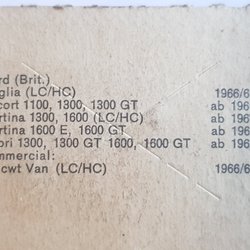 rd (Brit.)
glia (LC/HC) 1966/6
cort 1100, 1300, 1300 GT ab 196
rtina 1300, 1600 (LC/HC) ab 196
rtina 1600 E, 1600 GT ab 196
pri 1300, 1300 GT 1600, 1600 GT ab 196
mmercial:
cwt Van (LC/HC) 1966/6